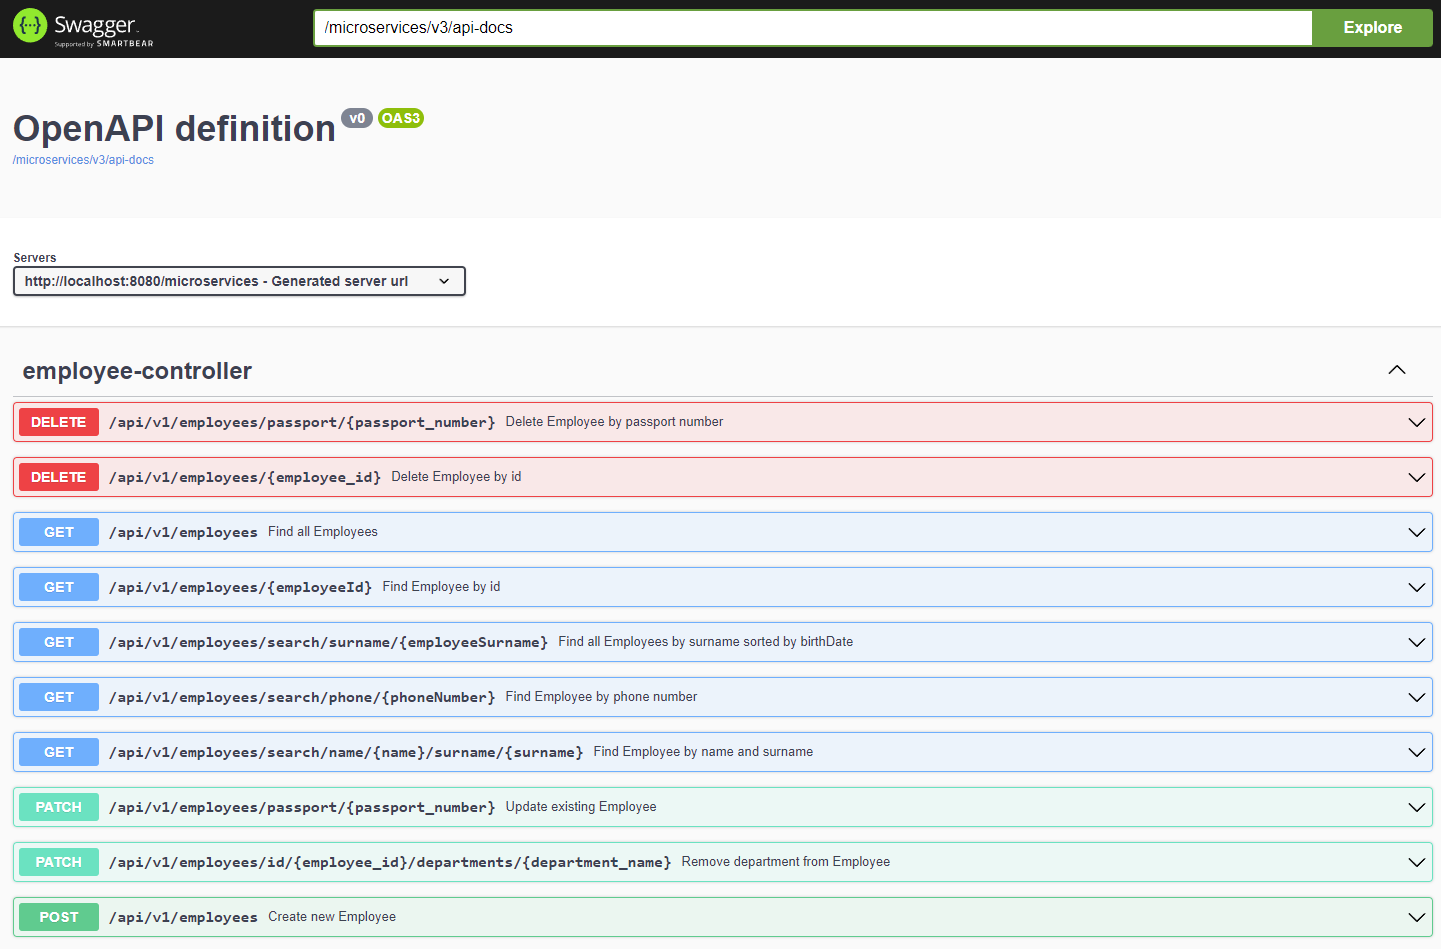 Swagger
Supported by SMARTBEAR
/microservices/v3/api-docs
Explore
OpenAPI definition v0 OAS3
/microservices/v3/api-docs
Servers
http://localhost:8080/microservices - Generated server url
employee-controller
DELETE /api/v1/employees/passport/{passport_number} Delete Employee by passport number
DELETE /api/v1/employees/{employee_id} Delete Employee by id
GET /api/v1/employees Find all Employees
GET /api/v1/employees/{employeeId} Find Employee by id
GET /api/v1/employees/search/surname/{employeeSurname} Find all Employees by surname sorted by birthDate
GET /api/v1/employees/search/phone/{phoneNumber} Find Employee by phone number
GET /api/v1/employees/search/name/{name}/surname/{surname} Find Employee by name and surname
PATCH /api/v1/employees/passport/{passport_number} Update existing Employee
PATCH /api/v1/employees/id/{employee_id}/departments/{department_name} Remove department from Employee
POST /api/v1/employees Create new Employee